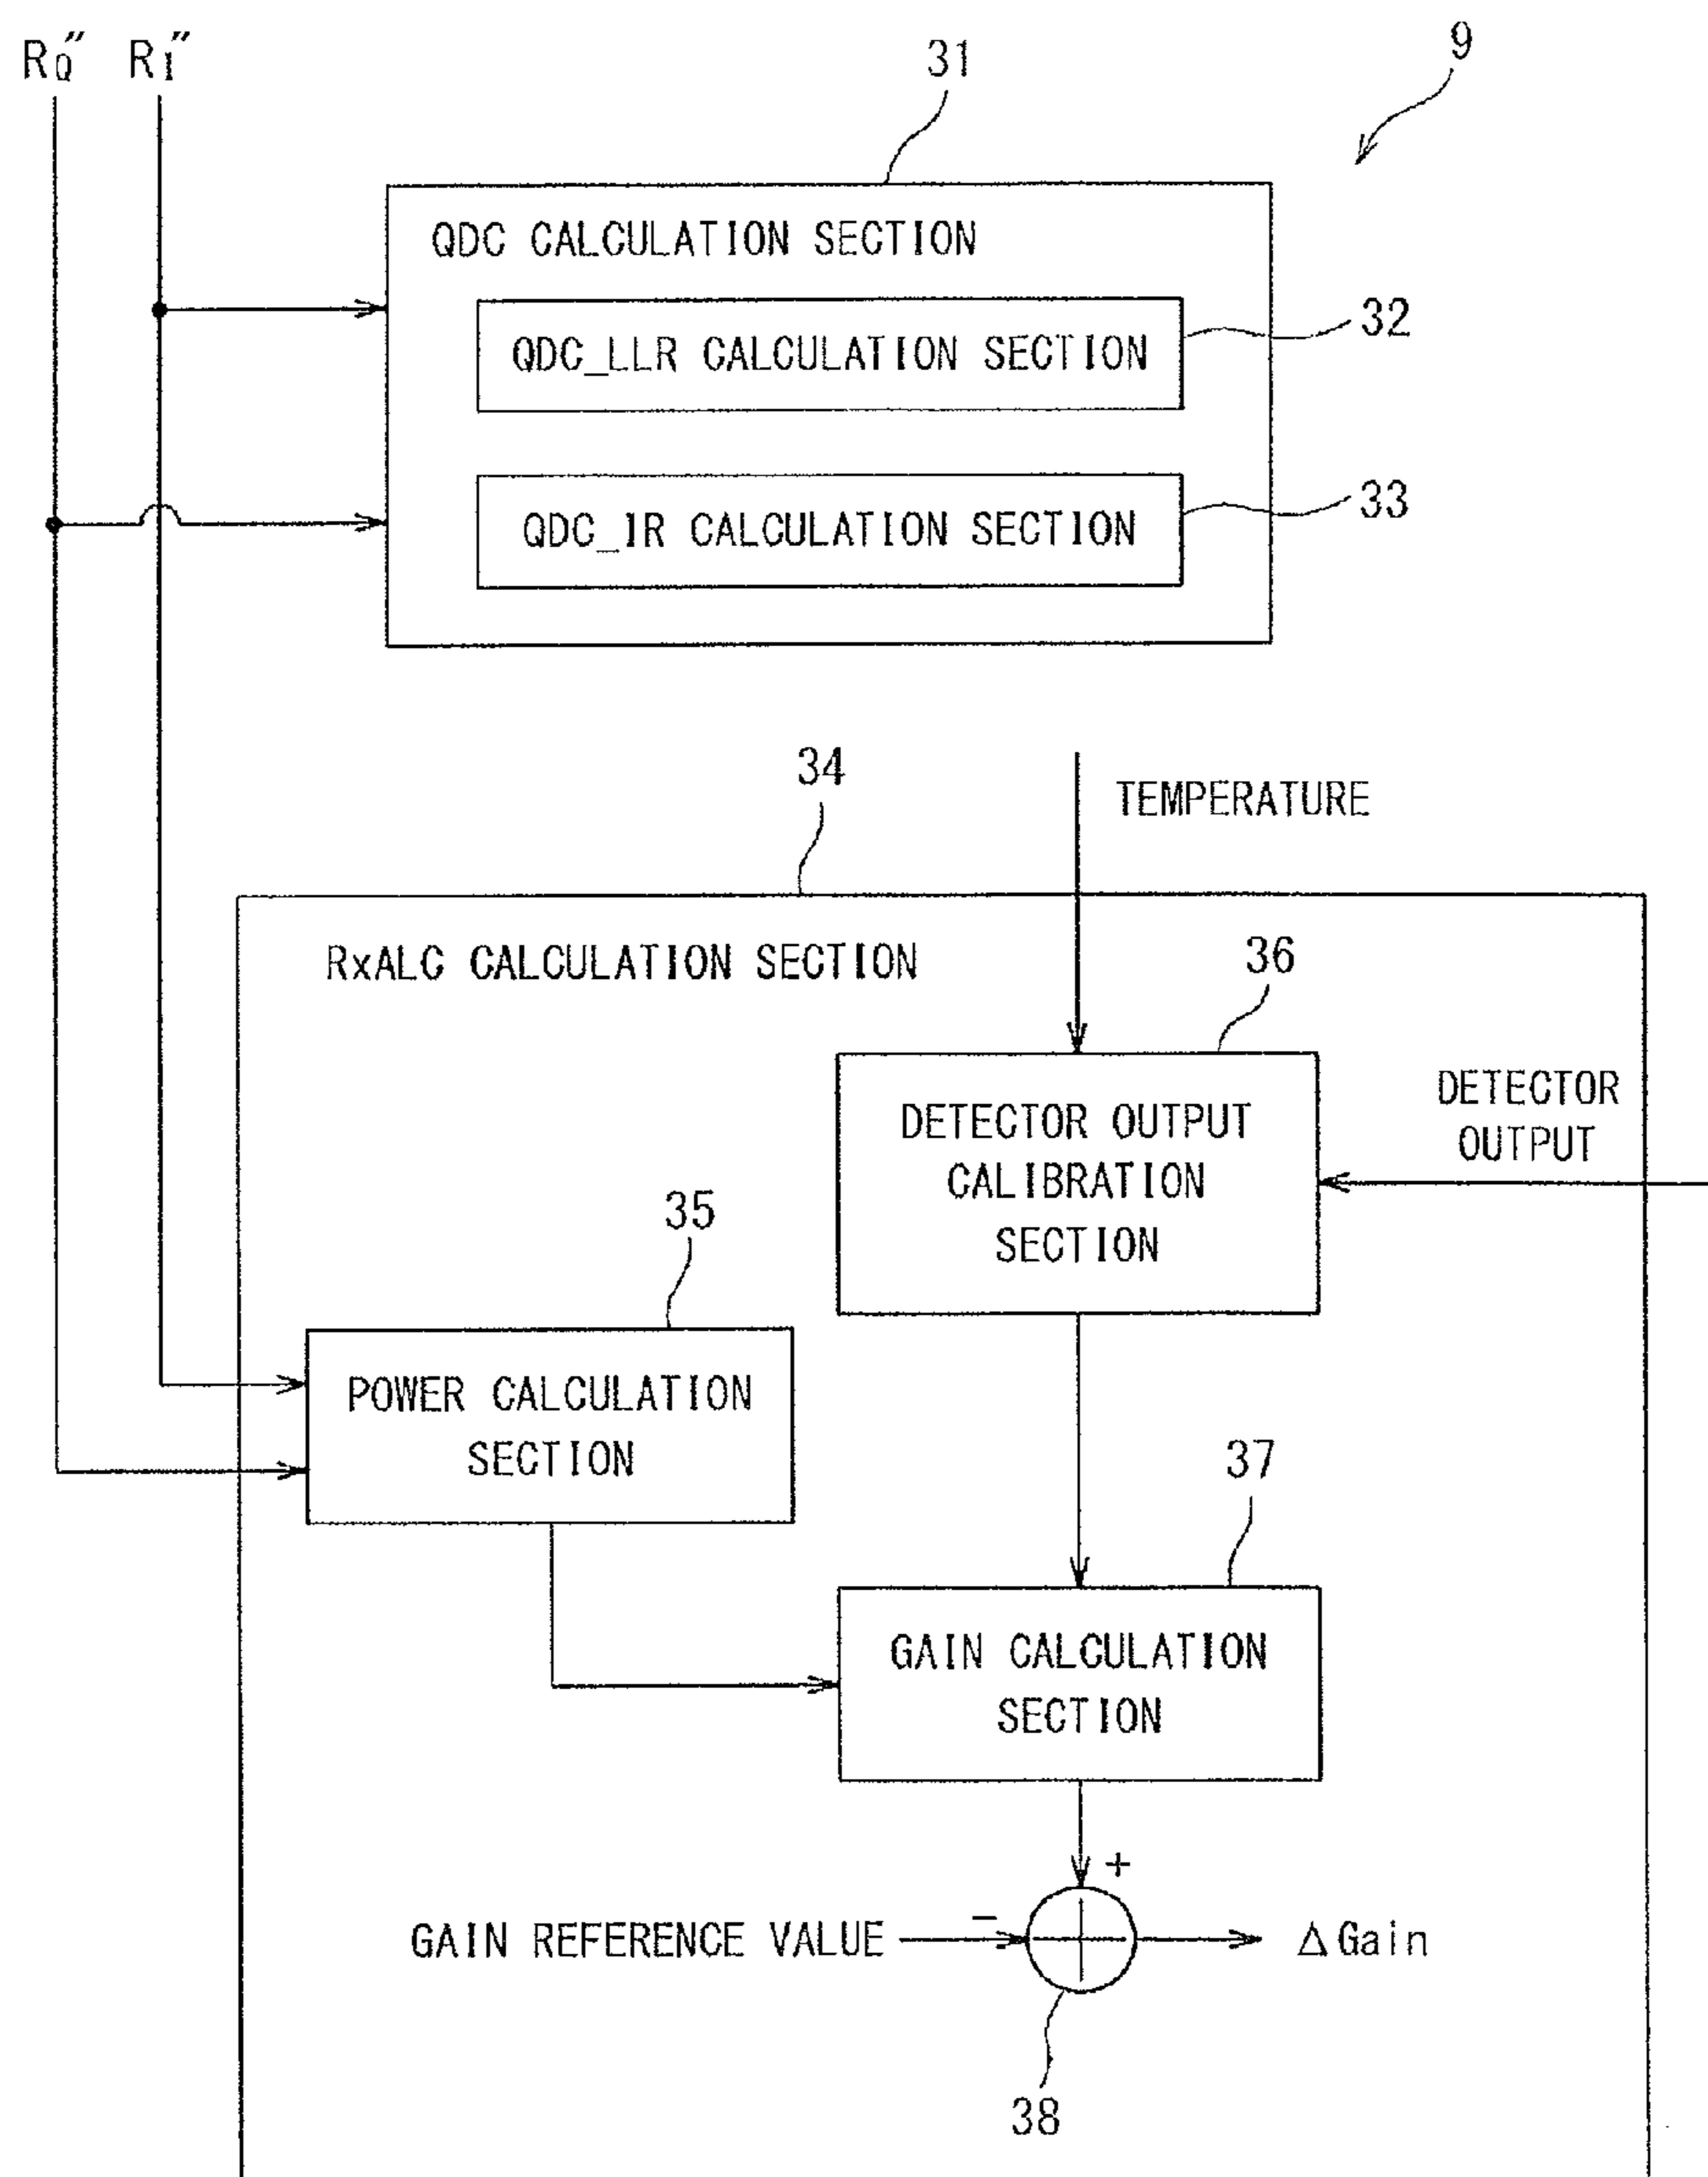 RQ″ RI″
31
9
QDC CALCULATION SECTION
QDC_LLR CALCULATION SECTION
32
QDC_IR CALCULATION SECTION
33
34
TEMPERATURE
RxALC CALCULATION SECTION
36
DETECTOR OUTPUT
CALIBRATION
SECTION
DETECTOR
OUTPUT
35
POWER CALCULATION
SECTION
37
GAIN CALCULATION
SECTION
+
GAIN REFERENCE VALUE
−
ΔGain
38